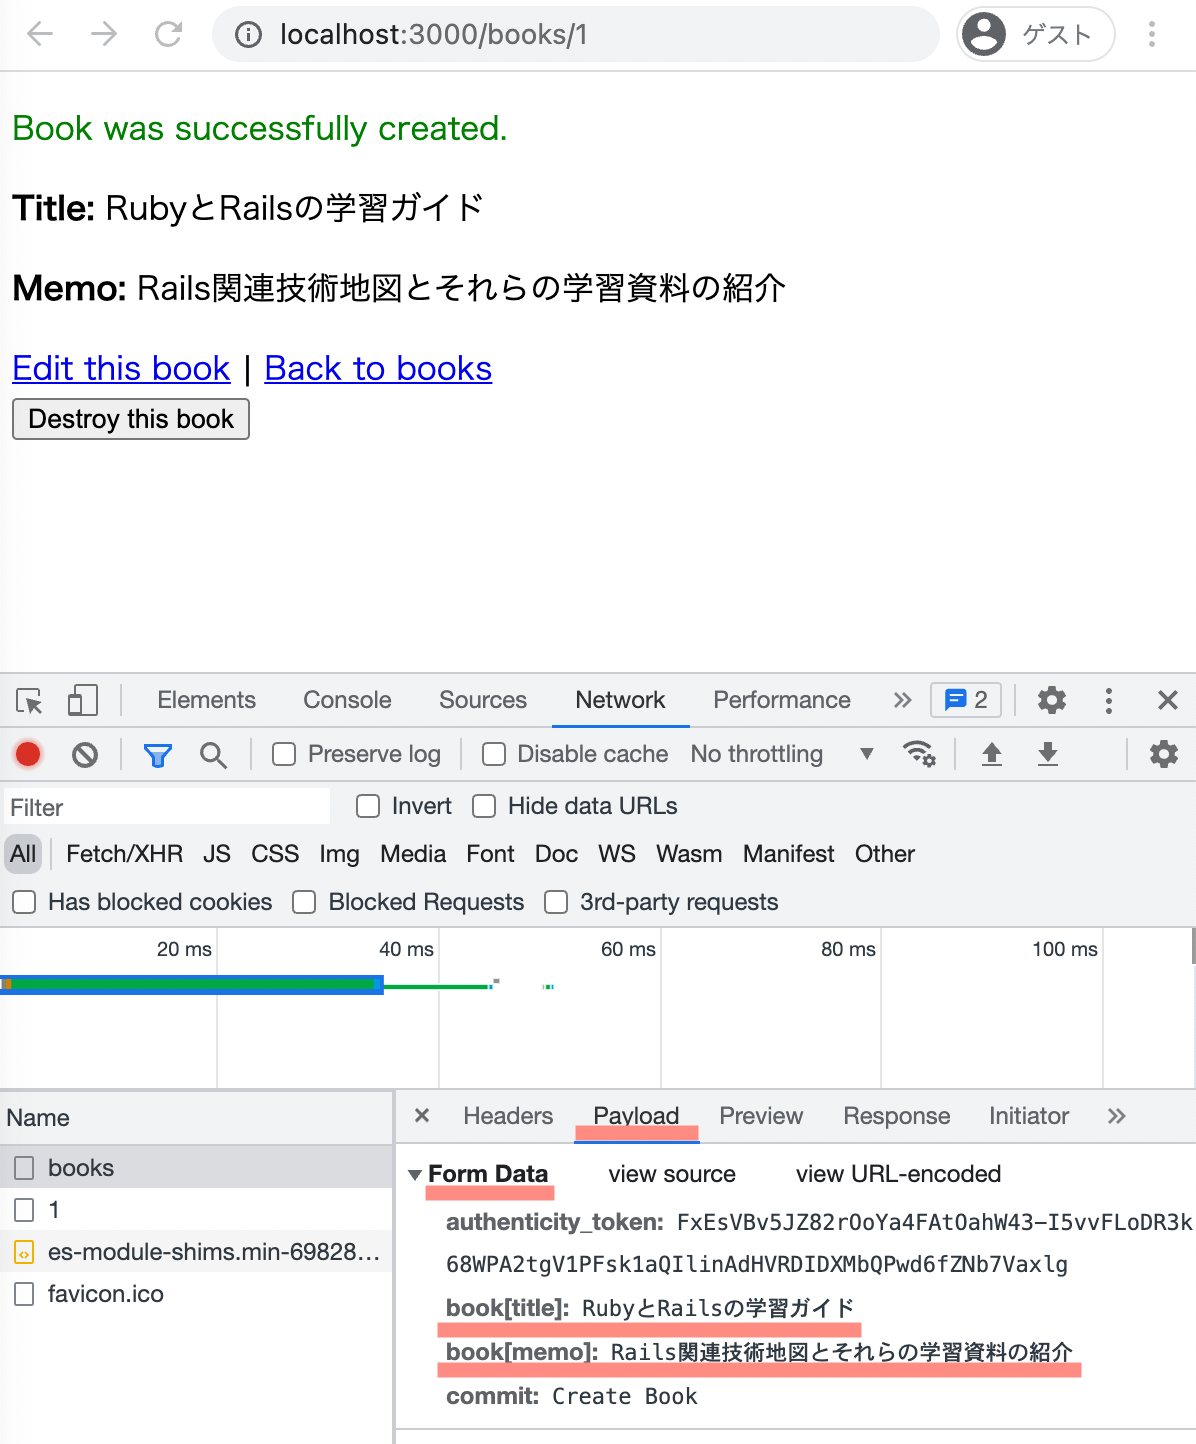 localhost:3000/books/1
ゲスト
Book was successfully created.
Title: RubyとRailsの学習ガイド
Memo: Rails関連技術地図とそれらの学習資料の紹介
Edit this book | Back to books
Destroy this book
Elements Console Sources Network Performance 2
Preserve log Disable cache No throttling
Filter Invert Hide data URLs
All Fetch/XHR JS CSS Img Media Font Doc WS Wasm Manifest Other
Has blocked cookies Blocked Requests 3rd-party requests
20 ms 40 ms 60 ms 80 ms 100 ms
Name
books
1
es-module-shims.min-69828...
favicon.ico
Headers Payload Preview Response Initiator
Form Data view source view URL-encoded
authenticity_token: FxEsVBv5JZ82rOoYa4FAtOahW43-I5vvFLoDR3k
68WPA2tgV1PFsk1aQIlinAdHVRDIDXMbQPwd6fZNb7Vaxlg
book[title]: RubyとRailsの学習ガイド
book[memo]: Rails関連技術地図とそれらの学習資料の紹介
commit: Create Book